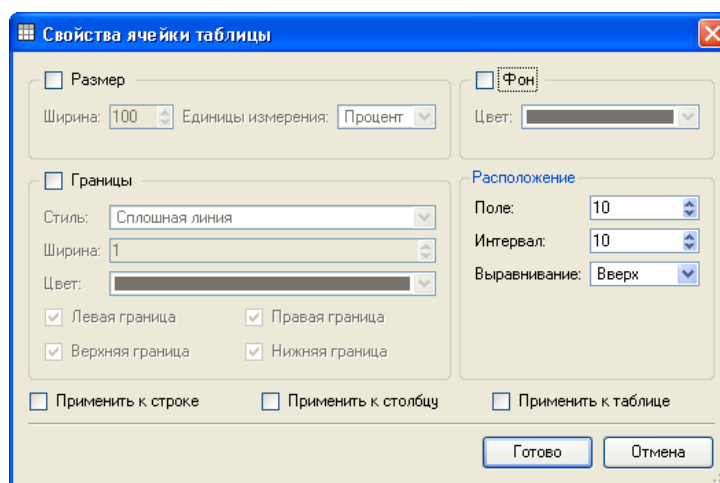 Свойства ячейки таблицы
Размер
Ширина: 100 Единицы измерения: Процент
Фон
Цвет:
Границы
Стиль: Сплошная линия
Ширина: 1
Цвет:
Левая граница Правая граница
Верхняя граница Нижняя граница
Расположение
Поле: 10
Интервал: 10
Выравнивание: Вверх
Применить к строке Применить к столбцу Применить к таблице
Готово Отмена